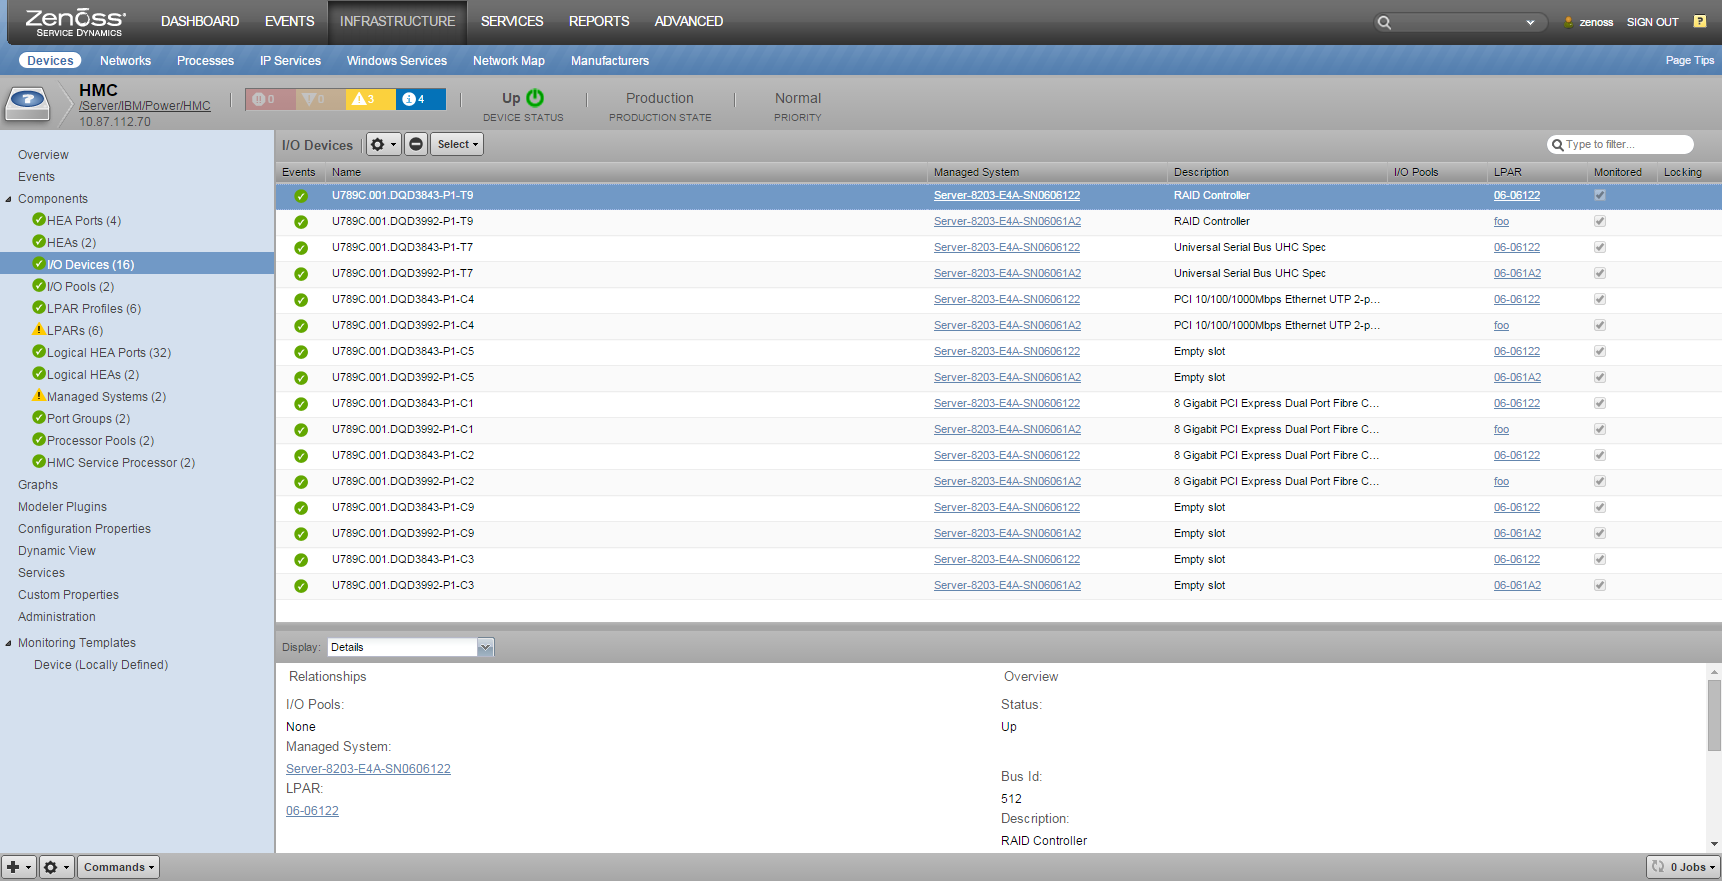 Zenoss DASHBOARD EVENTS INFRASTRUCTURE SERVICES REPORTS ADVANCED zenoss SIGN OUT ?
SERVICE DYNAMICS
Devices Networks Processes IP Services Windows Services Network Map Manufacturers Page Tips
HMC
/Server/IBM/Power/HMC
10.87.112.70
0 0 3 4
Up
DEVICE STATUS
Production
PRODUCTION STATE
Normal
PRIORITY
Overview
Events
Components
HEA Ports (4)
HEAs (2)
I/O Devices (16)
I/O Pools (2)
LPAR Profiles (6)
LPARs (6)
Logical HEA Ports (32)
Logical HEAs (2)
Managed Systems (2)
Port Groups (2)
Processor Pools (2)
HMC Service Processor (2)
Graphs
Modeler Plugins
Configuration Properties
Dynamic View
Services
Custom Properties
Administration
Monitoring Templates
Device (Locally Defined)
I/O Devices Select Type to filter...
Events Name Managed System Description I/O Pools LPAR Monitored Locking
U789C.001.DQD3843-P1-T9 Server-8203-E4A-SN0606122 RAID Controller 06-06122
U789C.001.DQD3992-P1-T9 Server-8203-E4A-SN06061A2 RAID Controller foo
U789C.001.DQD3843-P1-T7 Server-8203-E4A-SN0606122 Universal Serial Bus UHC Spec 06-06122
U789C.001.DQD3992-P1-T7 Server-8203-E4A-SN06061A2 Universal Serial Bus UHC Spec 06-061A2
U789C.001.DQD3843-P1-C4 Server-8203-E4A-SN0606122 PCI 10/100/1000Mbps Ethernet UTP 2-p... 06-06122
U789C.001.DQD3992-P1-C4 Server-8203-E4A-SN06061A2 PCI 10/100/1000Mbps Ethernet UTP 2-p... foo
U789C.001.DQD3843-P1-C5 Server-8203-E4A-SN0606122 Empty slot 06-06122
U789C.001.DQD3992-P1-C5 Server-8203-E4A-SN06061A2 Empty slot 06-061A2
U789C.001.DQD3843-P1-C1 Server-8203-E4A-SN0606122 8 Gigabit PCI Express Dual Port Fibre C... 06-06122
U789C.001.DQD3992-P1-C1 Server-8203-E4A-SN06061A2 8 Gigabit PCI Express Dual Port Fibre C... foo
U789C.001.DQD3843-P1-C2 Server-8203-E4A-SN0606122 8 Gigabit PCI Express Dual Port Fibre C... 06-06122
U789C.001.DQD3992-P1-C2 Server-8203-E4A-SN06061A2 8 Gigabit PCI Express Dual Port Fibre C... foo
U789C.001.DQD3843-P1-C9 Server-8203-E4A-SN0606122 Empty slot 06-06122
U789C.001.DQD3992-P1-C9 Server-8203-E4A-SN06061A2 Empty slot 06-061A2
U789C.001.DQD3843-P1-C3 Server-8203-E4A-SN0606122 Empty slot 06-06122
U789C.001.DQD3992-P1-C3 Server-8203-E4A-SN06061A2 Empty slot 06-061A2
Display: Details
Relationships
I/O Pools:
None
Managed System:
Server-8203-E4A-SN0606122
LPAR:
06-06122
Overview
Status:
Up
Bus Id:
512
Description:
RAID Controller
Commands 0 Jobs